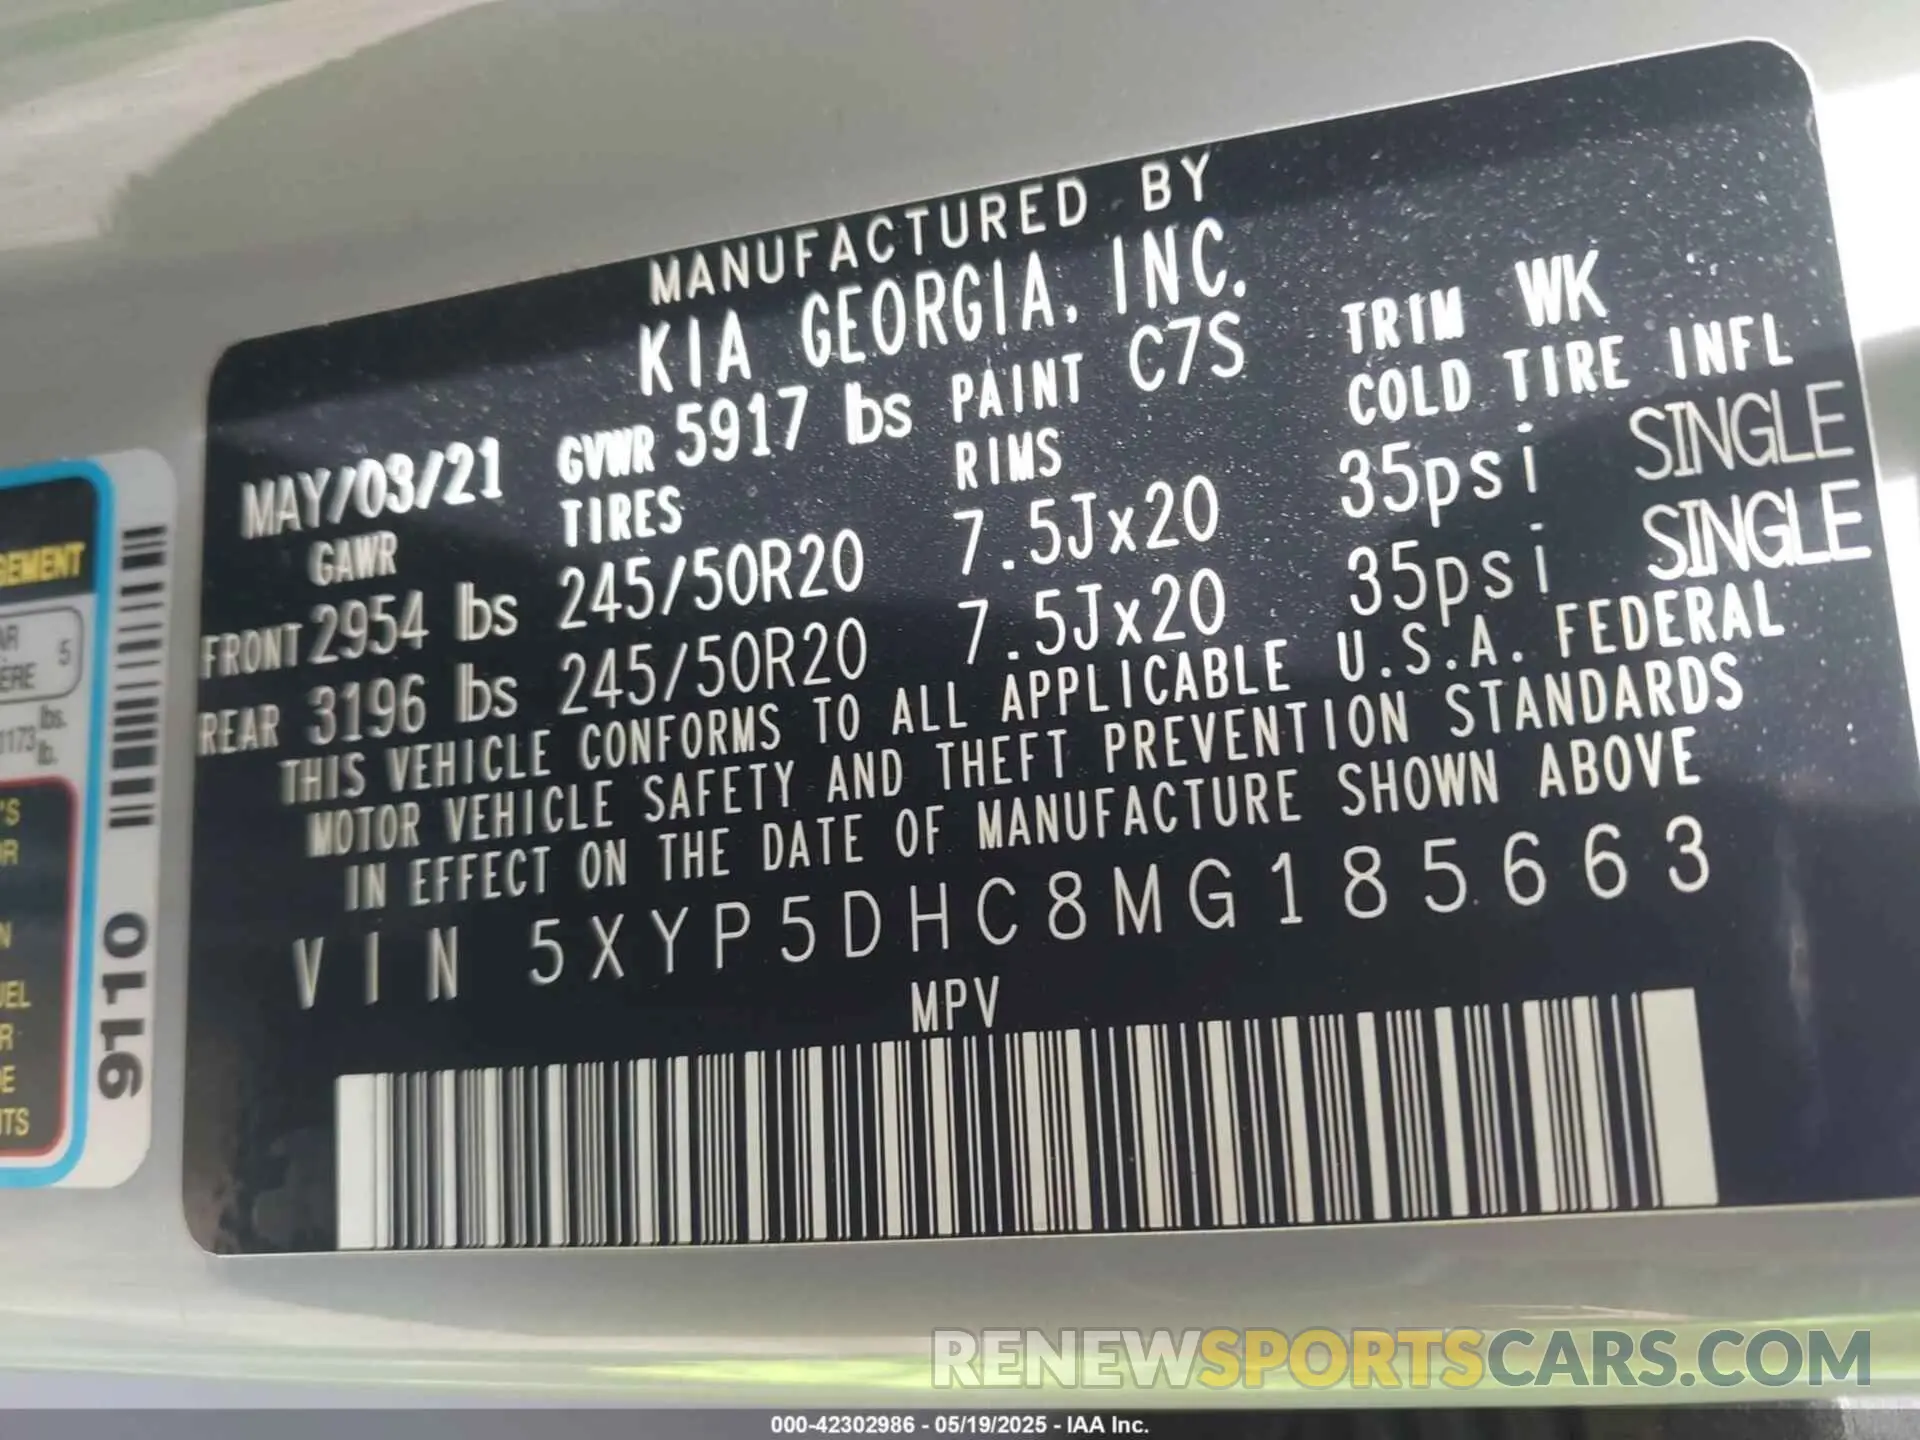 MANUFACTURED BY
KIA GEORGIA, INC.
MAY/03/21 GVWR 5917 lbs PAINT C7S TRIM WK
GAWR TIRES RIMS COLD TIRE INFL
FRONT 2954 lbs 245/50R20 7.5Jx20 35psi SINGLE
REAR 3196 lbs 245/50R20 7.5Jx20 35psi SINGLE
THIS VEHICLE CONFORMS TO ALL APPLICABLE U.S.A. FEDERAL
MOTOR VEHICLE SAFETY AND THEFT PREVENTION STANDARDS
IN EFFECT ON THE DATE OF MANUFACTURE SHOWN ABOVE
VIN 5XYP5DHC8MG185663
MPV
5
lbs.
lb.
9110
RENEWSPORTSCARS.COM
000-42302986 - 05/19/2025 - IAA Inc.